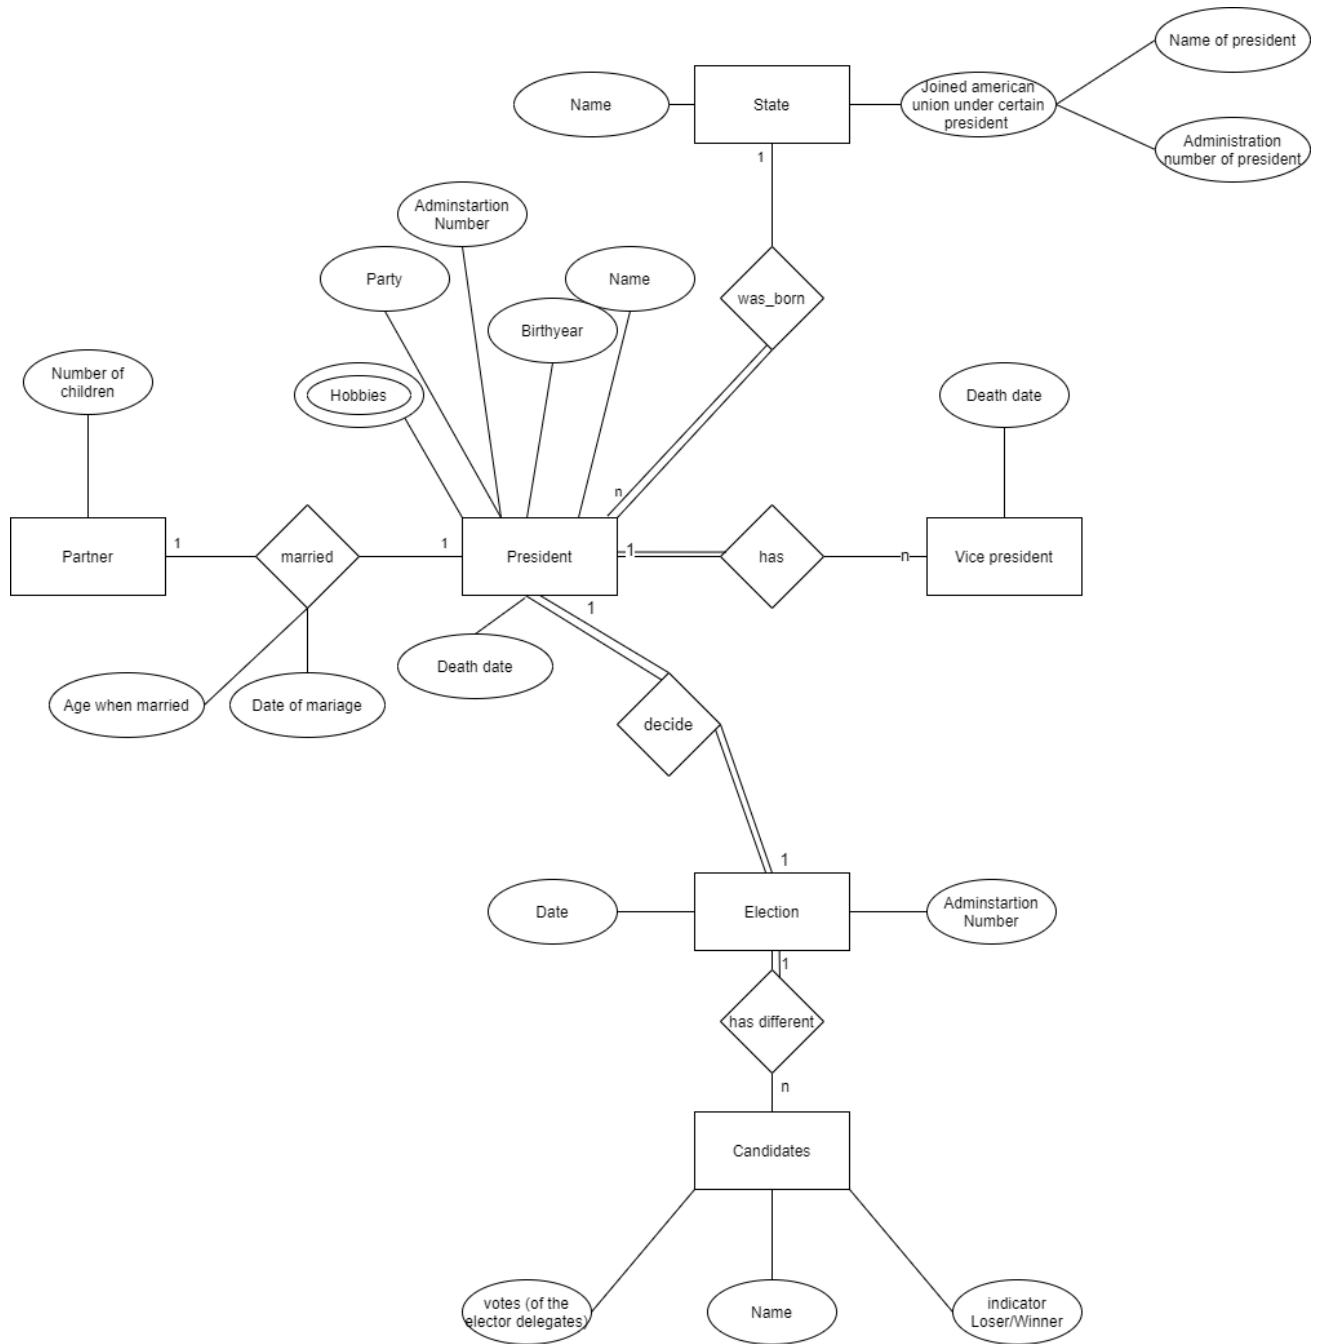 Name of president
Name
State
Joined american
union under certain
president
Administration
number of president
1
Adminstartion
Number
Party
Name
was_born
Birthyear
Number of
children
Hobbies
Death date
n
Partner
1
married
1
President
1
has
n
Vice president
1
Death date
Age when married
Date of mariage
decide
1
Date
Election
Adminstartion
Number
1
has different
n
Candidates
votes (of the
elector delegates)
Name
indicator
Loser/Winner